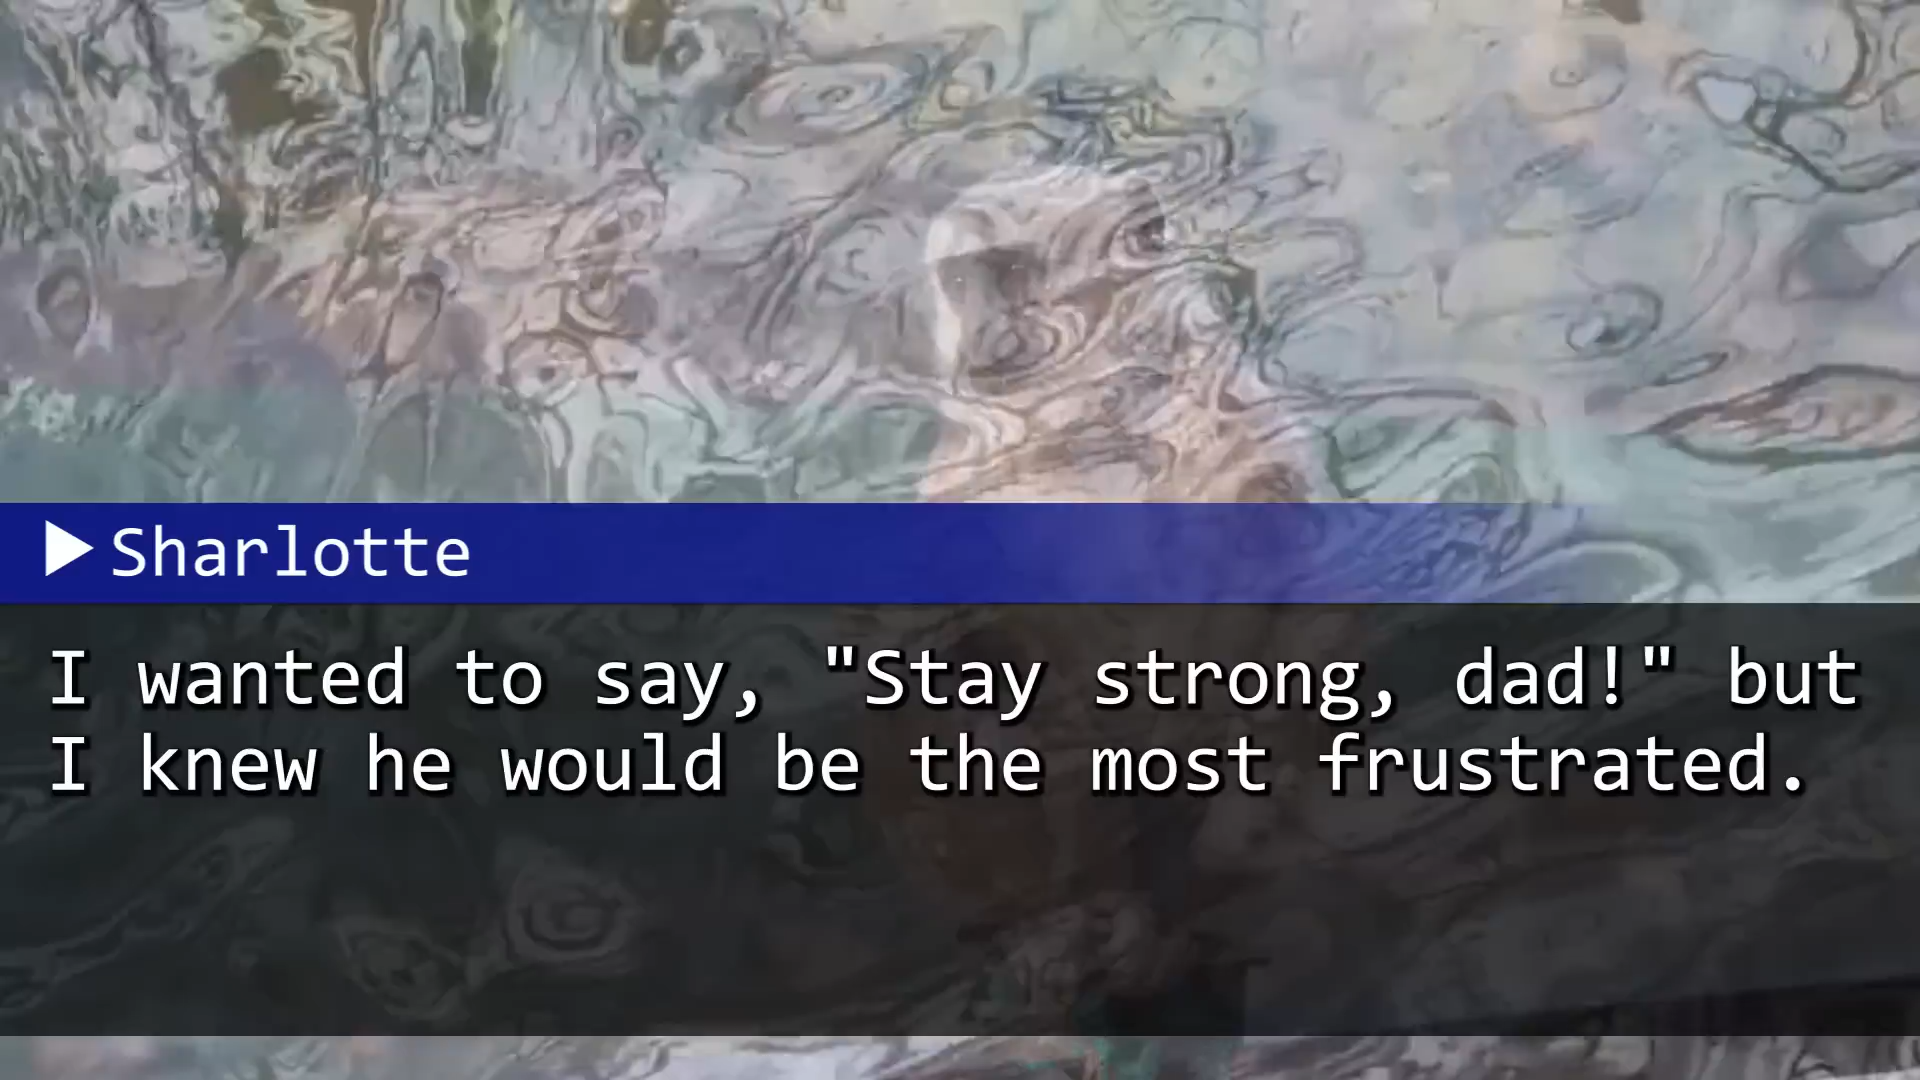 ▶Sharlotte
I wanted to say, "Stay strong, dad!" but
I knew he would be the most frustrated.